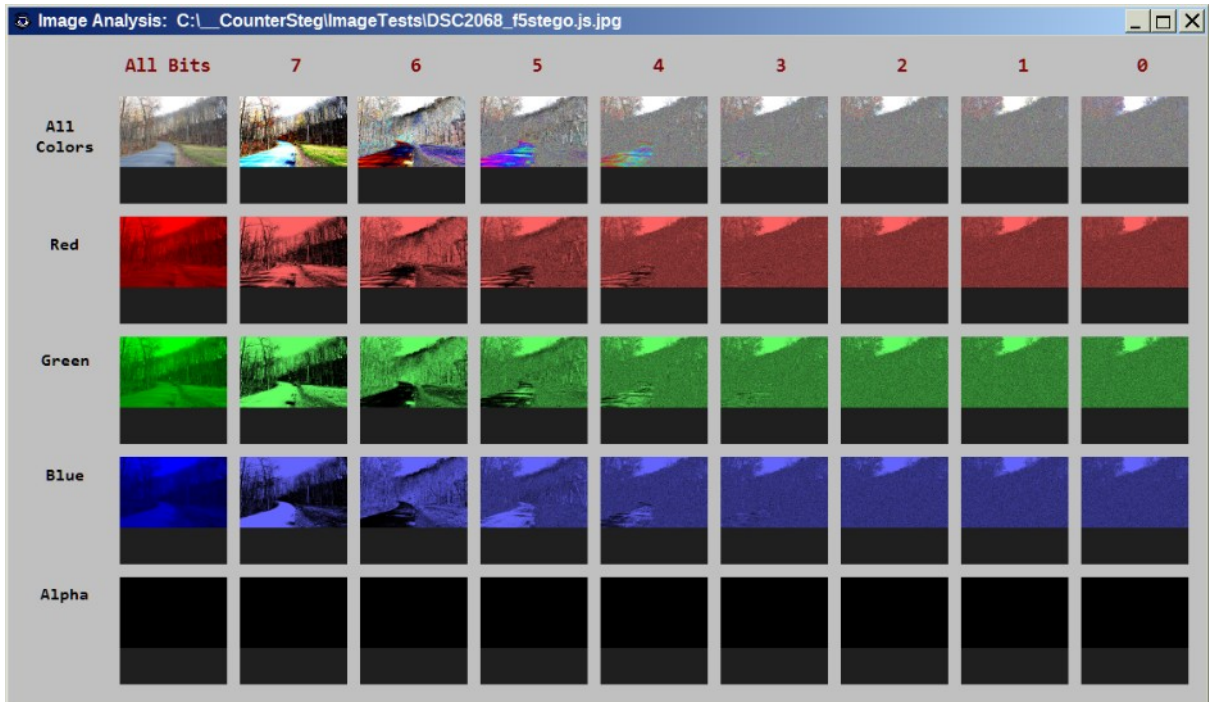 Image Analysis: C:\__CounterSteg\ImageTests\DSC2068_f5stego.js.jpg
All Bits 7 6 5 4 3 2 1 0
All
Colors
Red
Green
Blue
Alpha